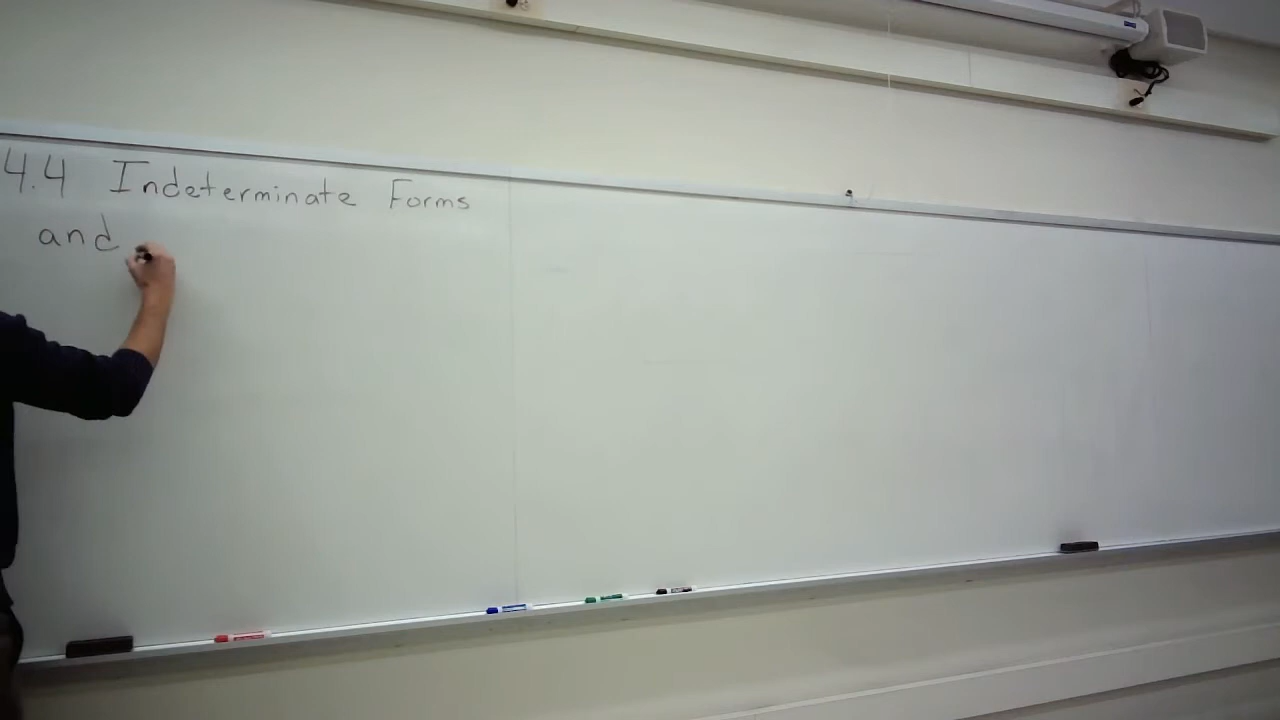 4.4 Indeterminate Forms
and